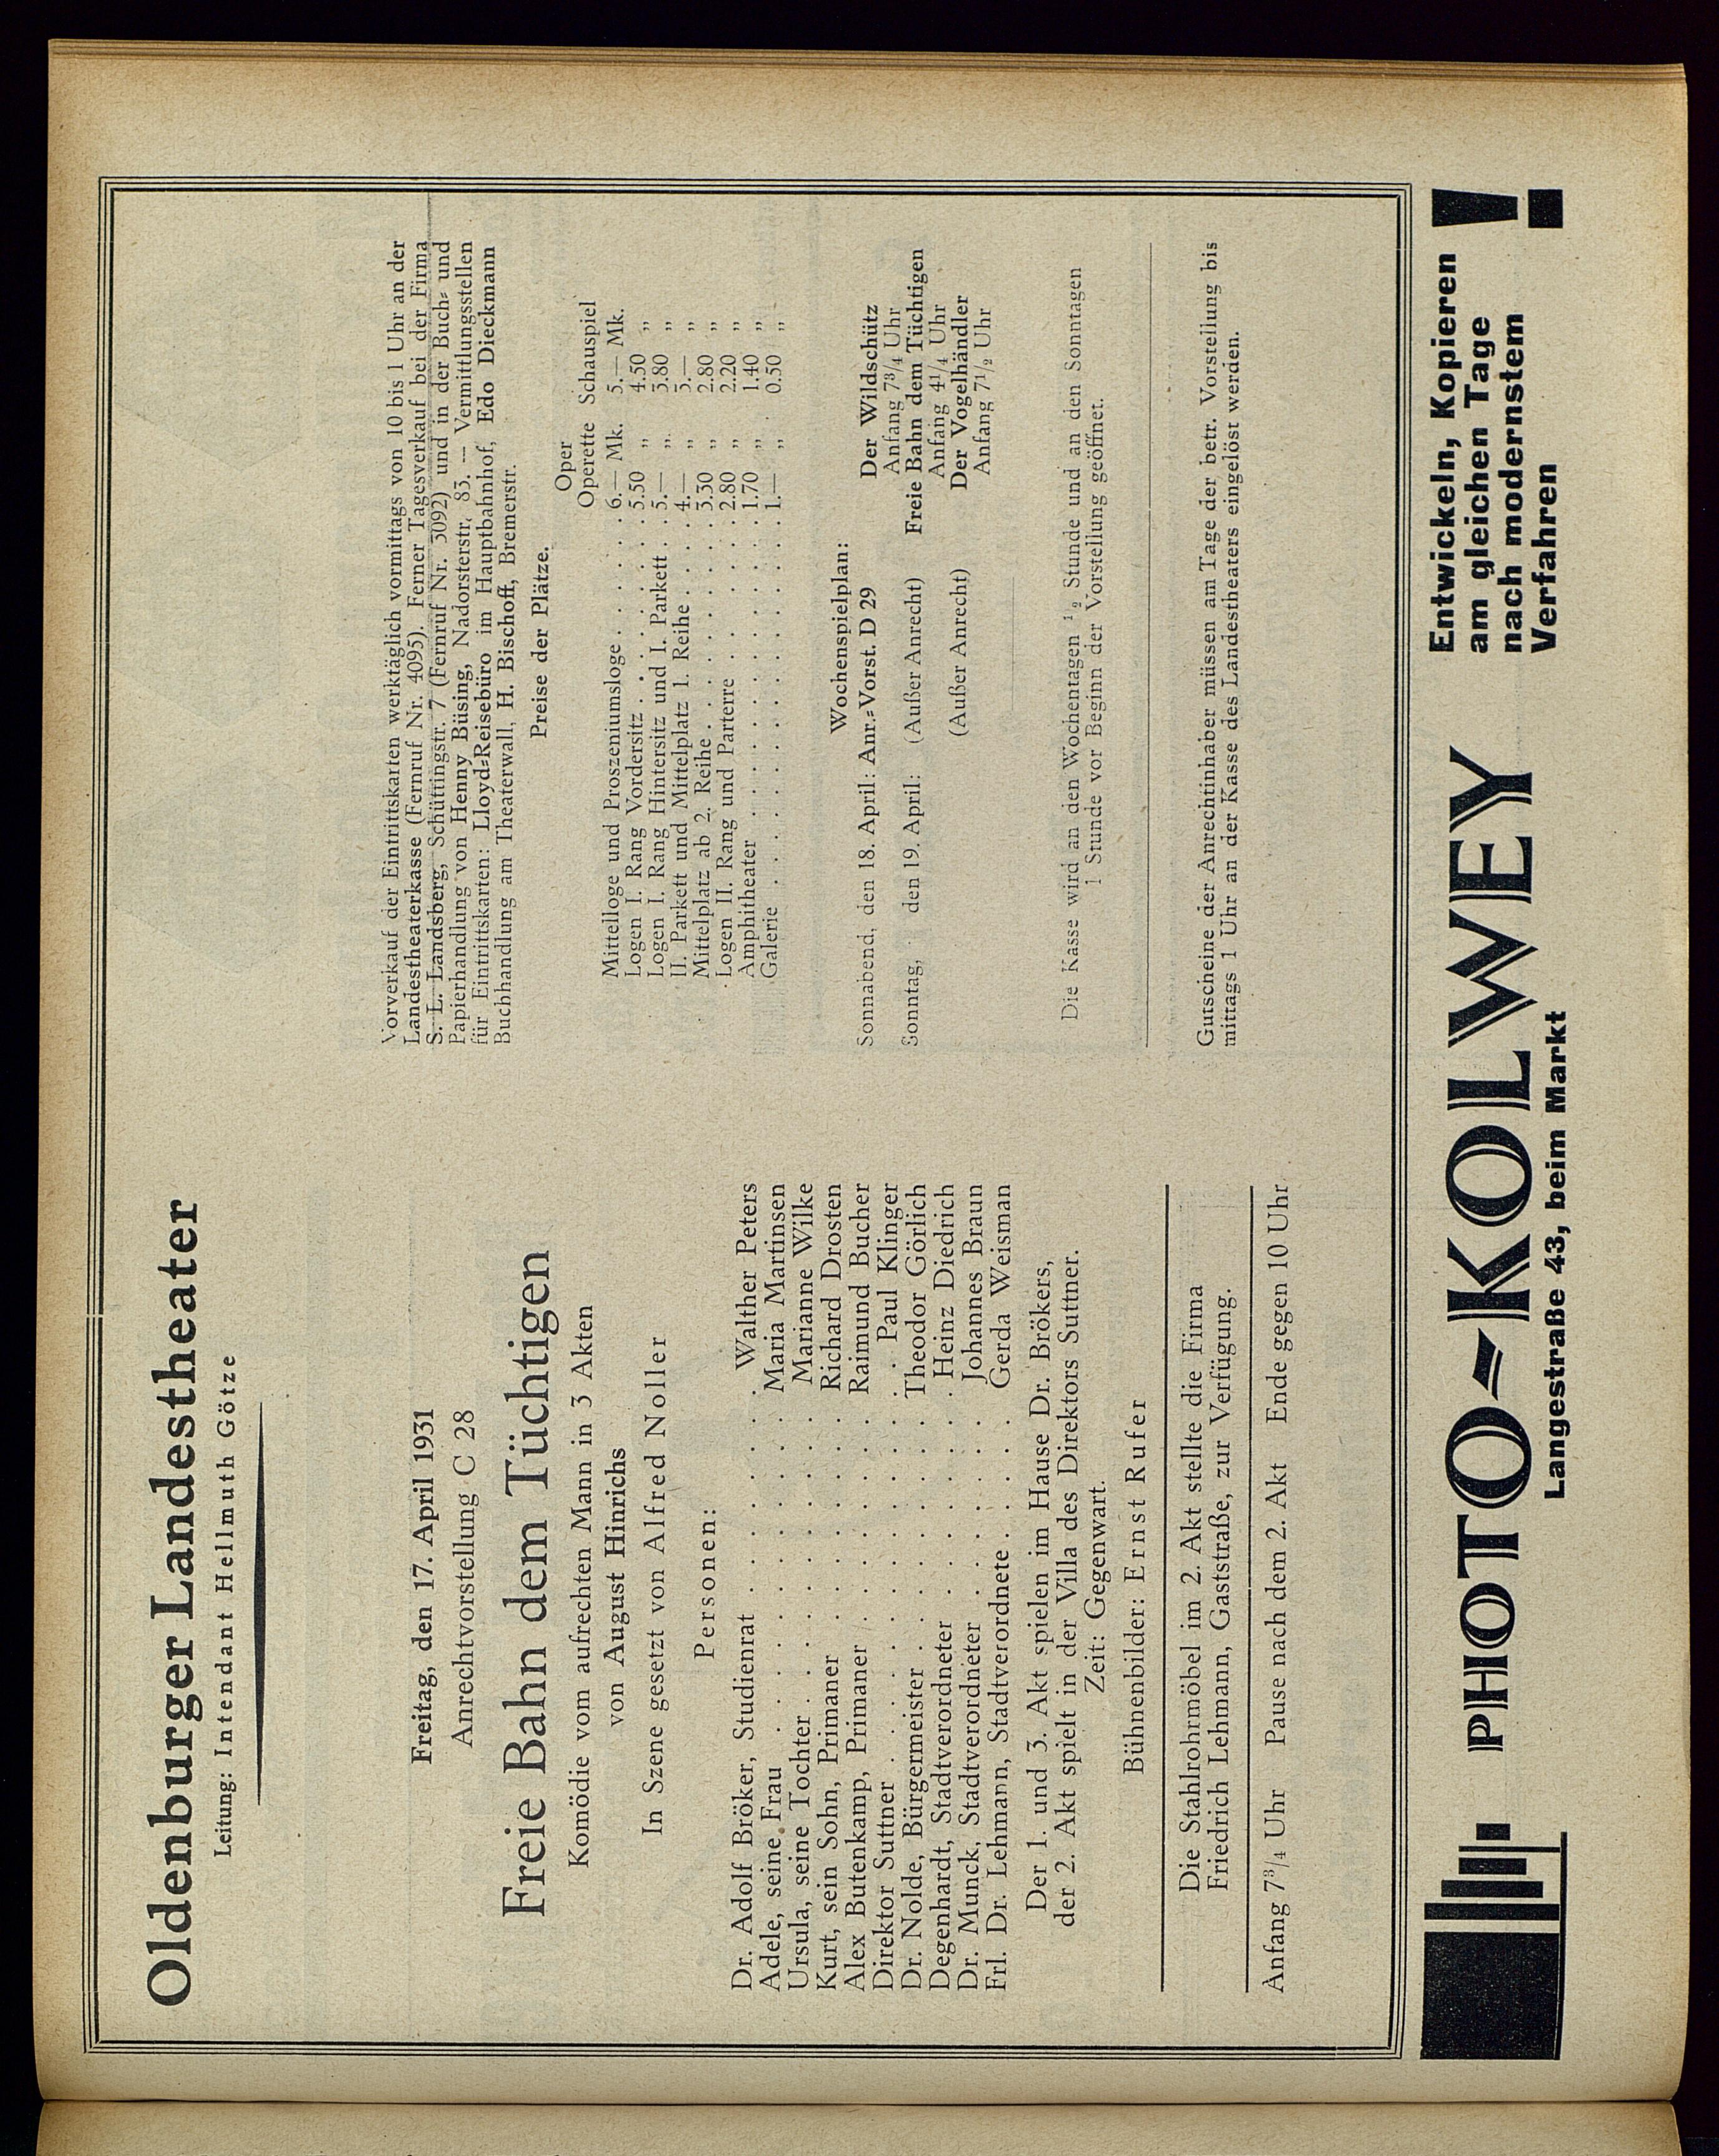 Oldenburger Landestheater
Leitung: Intendant Hellmuth Götze
Freitag, den 17. April 1931
Anrechtvorstellung C 28
Freie Bahn dem Tüchtigen
Komödie vom aufrechten Mann in 3 Akten
von August Hinrichs
In Szene gesetzt von Alfred Noller
Personen:
Dr. Adolf Bröker, Studienrat . . . . . . . Walther Peters
Adele, seine Frau . . . . . . . . . Maria Martinsen
Ursula, seine Tochter . . . . . . . . Marianne Wilke
Kurt, sein Sohn, Primaner . . . . . . . Richard Drosten
Alex Butenkamp, Primaner . . . . . . . Raimund Bucher
Direktor Suttner . . . . . . . . . . Paul Klinger
Dr. Nolde, Bürgermeister . . . . . . . Theodor Görlich
Degenhardt, Stadtverordneter . . . . . . Heinz Diedrich
Dr. Munck, Stadtverordneter . . . . . . Johannes Braun
Frl. Dr. Lehmann, Stadtverordnete . . . . . Gerda Weisman
Der 1. und 3. Akt spielen im Hause Dr. Brökers,
der 2. Akt spielt in der Villa des Direktors Suttner.
Zeit: Gegenwart.
Bühnenbilder: Ernst Rufer
Die Stahlrohrmöbel im 2. Akt stellte die Firma
Friedrich Lehmann, Gaststraße, zur Verfügung.
Anfang 7¾ Uhr Pause nach dem 2. Akt Ende gegen 10 Uhr
Vorverkauf der Eintrittskarten werktäglich vormittags von 10 bis 1 Uhr an der
Landestheaterkasse (Fernruf Nr. 4095). Ferner Tagesverkauf bei der Firma
S. L. Landsberg, Schüttingstr. 7 (Fernruf Nr. 3092) und in der Buch- und
Papierhandlung von Henny Büsing, Nadorsterstr. 83. — Vermittlungsstellen
für Eintrittskarten: Lloyd-Reisebüro im Hauptbahnhof, Edo Dieckmann
Buchhandlung am Theaterwall, H. Bischoff, Bremerstr.
Preise der Plätze.
Oper
Operette Schauspiel
Mittelloge und Proszeniumsloge . . . . . 6.— Mk. 5.— Mk.
Logen I. Rang Vordersitz . . . . . . 5.50 „ 4.50 „
Logen I. Rang Hintersitz und I. Parkett . . 5.— „ 3.80 „
II. Parkett und Mittelplatz 1. Reihe . . . . 4.— „ 3.— „
Mittelplatz ab 2. Reihe . . . . . . . 3.30 „ 2.80 „
Logen II. Rang und Parterre . . . . . 2.80 „ 2.20 „
Amphitheater . . . . . . . . . . 1.70 „ 1.40 „
Galerie . . . . . . . . . . . . 1.— „ 0.50 „
Wochenspielplan:
Sonnabend, den 18. April: Anr.-Vorst. D 29 Der Wildschütz
Anfang 7¾ Uhr
Sonntag, den 19. April: (Außer Anrecht) Freie Bahn dem Tüchtigen
Anfang 4¼ Uhr
(Außer Anrecht) Der Vogelhändler
Anfang 7½ Uhr
Die Kasse wird an den Wochentagen ½ Stunde und an den Sonntagen
1 Stunde vor Beginn der Vorstellung geöffnet.
Gutscheine der Anrechtinhaber müssen am Tage der betr. Vorstellung bis
mittags 1 Uhr an der Kasse des Landestheaters eingelöst werden.
PHOTO-KOLWEY
Langestraße 43, beim Markt
Entwickeln, Kopieren
am gleichen Tage
nach modernstem
Verfahren !